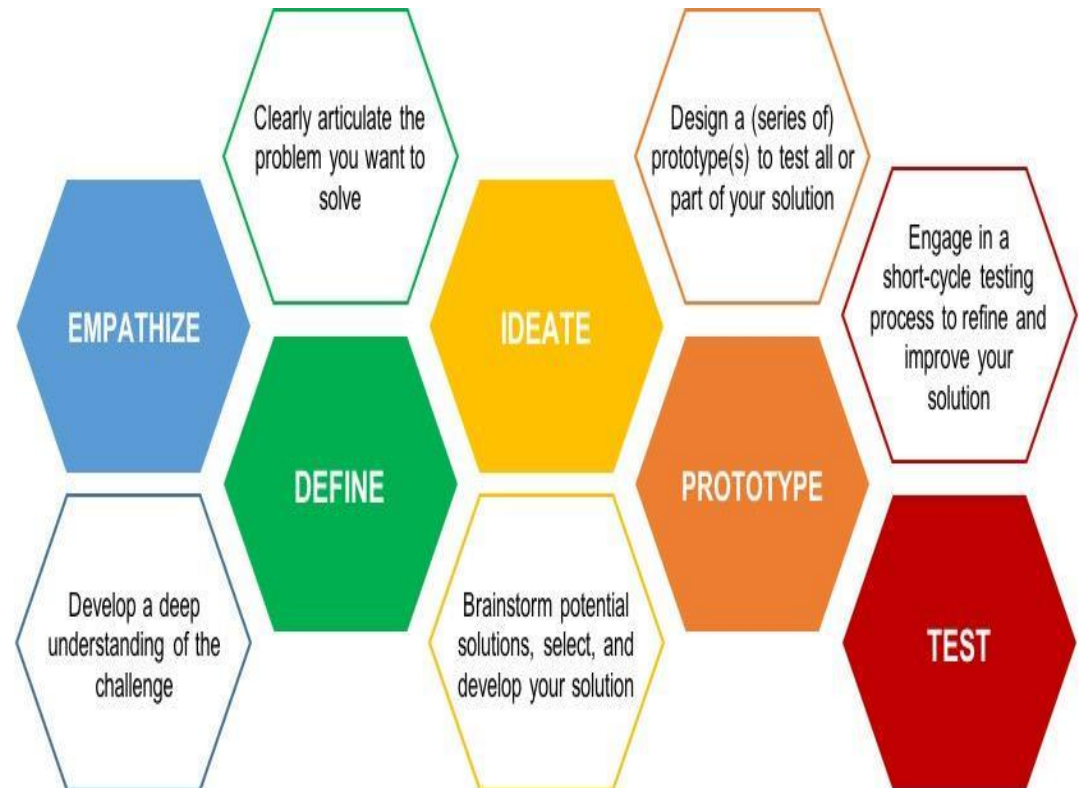 EMPATHIZE
Develop a deep
understanding of the
challenge
Clearly articulate the
problem you want to
solve
DEFINE
IDEATE
Brainstorm potential
solutions, select, and
develop your solution
Design a (series of)
prototype(s) to test all or
part of your solution
PROTOTYPE
Engage in a
short-cycle testing
process to refine and
improve your
solution
TEST